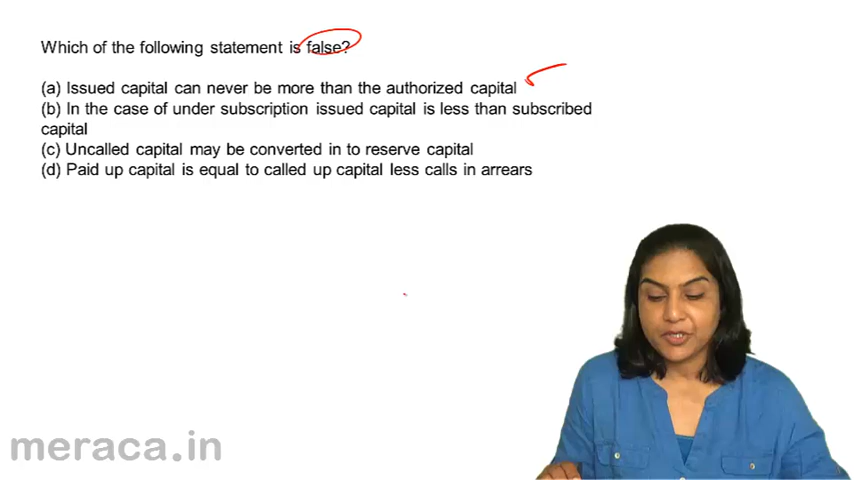 Which of the following statement is false?
(a) Issued capital can never be more than the authorized capital
(b) In the case of under subscription issued capital is less than subscribed
capital
(c) Uncalled capital may be converted in to reserve capital
(d) Paid up capital is equal to called up capital less calls in arrears
meraca.in